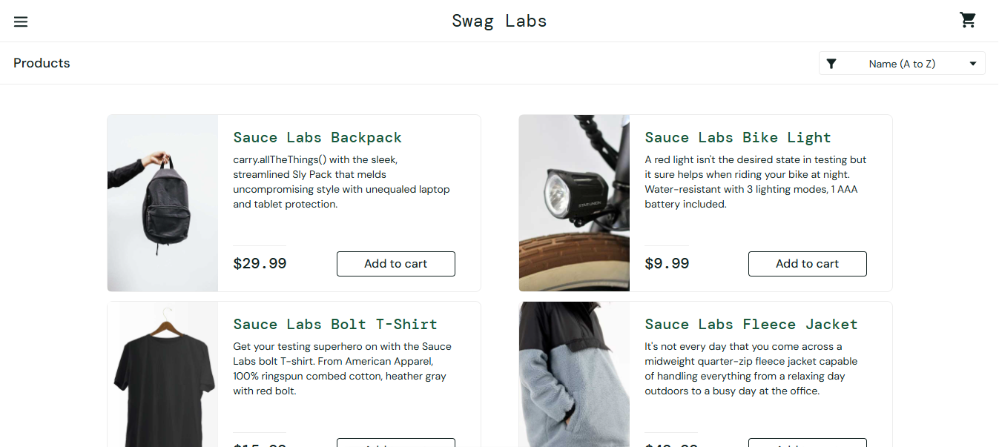 Swag Labs
Products
Name (A to Z)
Sauce Labs Backpack
carry.allTheThings() with the sleek,
streamlined Sly Pack that melds
uncompromising style with unequaled laptop
and tablet protection.
$29.99
Add to cart
Sauce Labs Bike Light
A red light isn't the desired state in testing but
it sure helps when riding your bike at night.
Water-resistant with 3 lighting modes, 1 AAA
battery included.
$9.99
Add to cart
STAR UNION
Sauce Labs Bolt T-Shirt
Get your testing superhero on with the Sauce
Labs bolt T-shirt. From American Apparel,
100% ringspun combed cotton, heather gray
with red bolt.
Sauce Labs Fleece Jacket
It's not every day that you come across a
midweight quarter-zip fleece jacket capable
of handling everything from a relaxing day
outdoors to a busy day at the office.